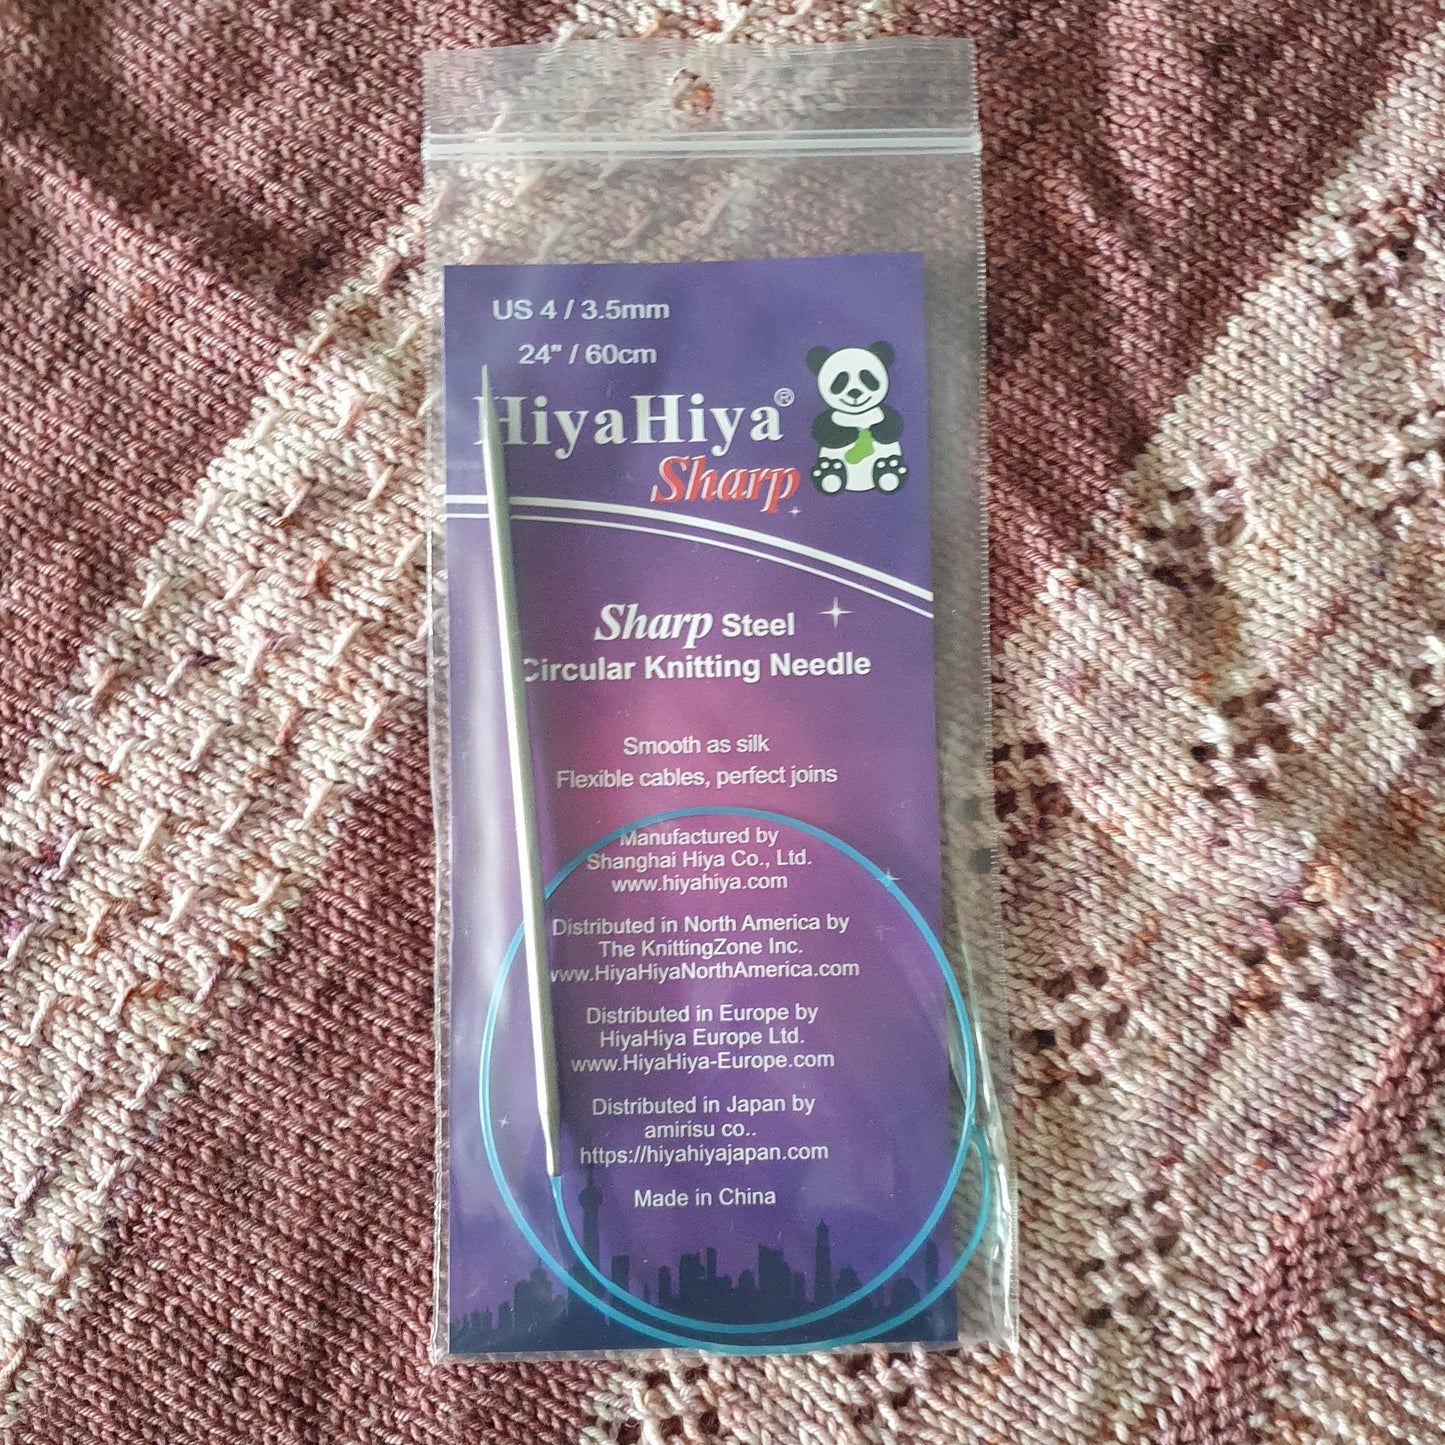 US 4 / 3.5mm
24" / 60cm
HiyaHiya®
Sharp
Sharp Steel
Circular Knitting Needle
Smooth as silk
Flexible cables, perfect joins
Manufactured by
Shanghai Hiya Co., Ltd.
www.hiyahiya.com
Distributed in North America by
The KnittingZone Inc.
www.HiyaHiyaNorthAmerica.com
Distributed in Europe by
HiyaHiya Europe Ltd.
www.HiyaHiya-Europe.com
Distributed in Japan by
amirisu co..
https://hiyahiyajapan.com
Made in China